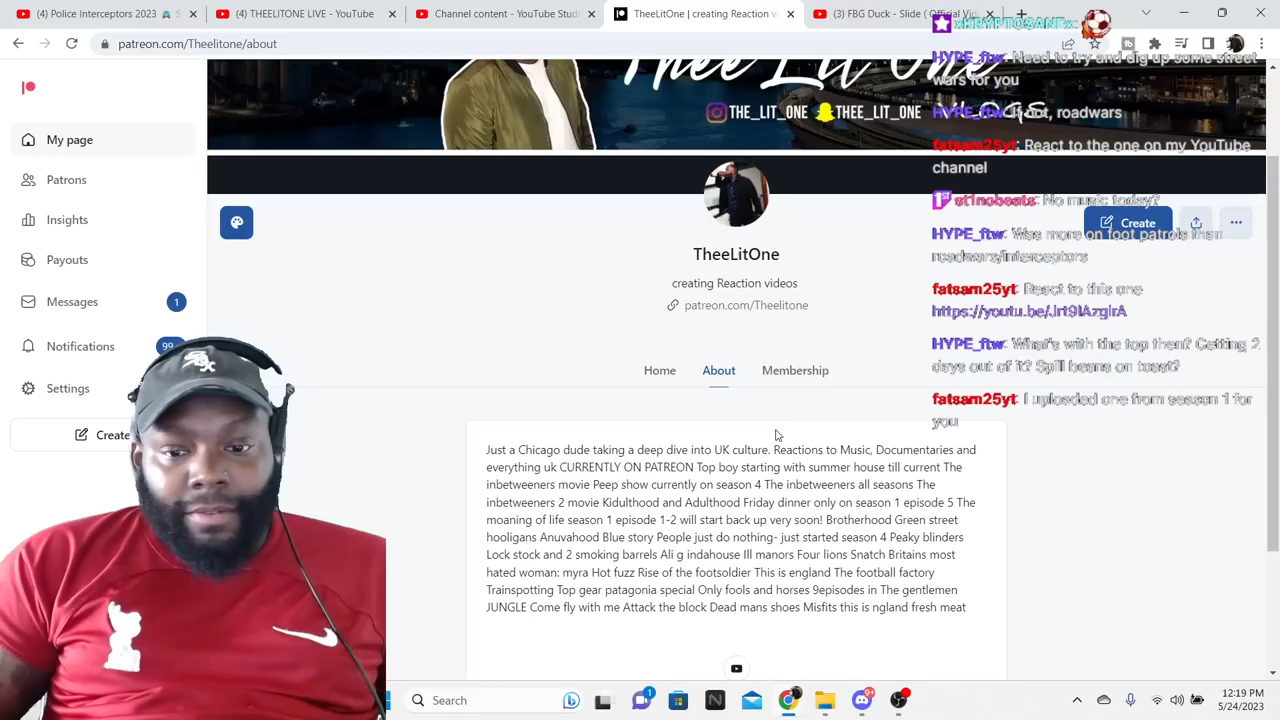 (4) Police Interceptors 2023
(4) THEELITONE LIVE - YouTube
Channel content - YouTube Stud
TheeLitOne | creating Reaction v
(3) FBG Duck - Slide ( Official Vi
patreon.com/Theelitone/about
Thee Lit One
VLOGS
THE_LIT_ONE THEE_LIT_ONE
My page
Patrons
Insights
Payouts
Messages 1
Notifications 99
Settings
Create
Create
TheeLitOne
creating Reaction videos
patreon.com/Theelitone
Home About Membership
Just a Chicago dude taking a deep dive into UK culture. Reactions to Music, Documentaries and
everything uk CURRENTLY ON PATREON Top boy starting with summer house till current The
inbetweeners movie Peep show currently on season 4 The inbetweeners all seasons The
inbetweeners 2 movie Kidulthood and Adulthood Friday dinner only on season 1 episode 5 The
moaning of life season 1 episode 1-2 will start back up very soon! Brotherhood Green street
hooligans Anuvahood Blue story People just do nothing- just started season 4 Peaky blinders
Lock stock and 2 smoking barrels Ali g indahouse Ill manors Four lions Snatch Britains most
hated woman: myra Hot fuzz Rise of the footsoldier This is england The football factory
Trainspotting Top gear patagonia special Only fools and horses 9episodes in The gentlemen
JUNGLE Come fly with me Attack the block Dead mans shoes Misfits this is ngland fresh meat
xKRYPTOSANEx:
HYPE_ftw: Need to try and dig up some street
wars for you
HYPE_ftw: If not, roadwars
fatsam25yt: React to the one on my YouTube
channel
st1nobeats: No music today?
HYPE_ftw: Was more on foot patrols than
roadwars/interceptors
fatsam25yt: React to this one
HYPE_ftw: What's with the top then? Getting 2
days out of it? Spill beans on toast?
fatsam25yt: I uploaded one from season 1 for
you
Search
1
9+
12:19 PM
5/24/2023